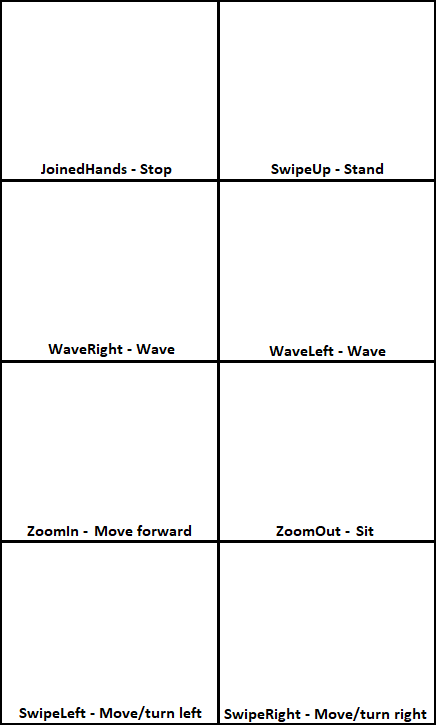 JoinedHands - Stop
SwipeUp - Stand
WaveRight - Wave
WaveLeft - Wave
ZoomIn - Move forward
ZoomOut - Sit
SwipeLeft - Move/turn left
SwipeRight - Move/turn right